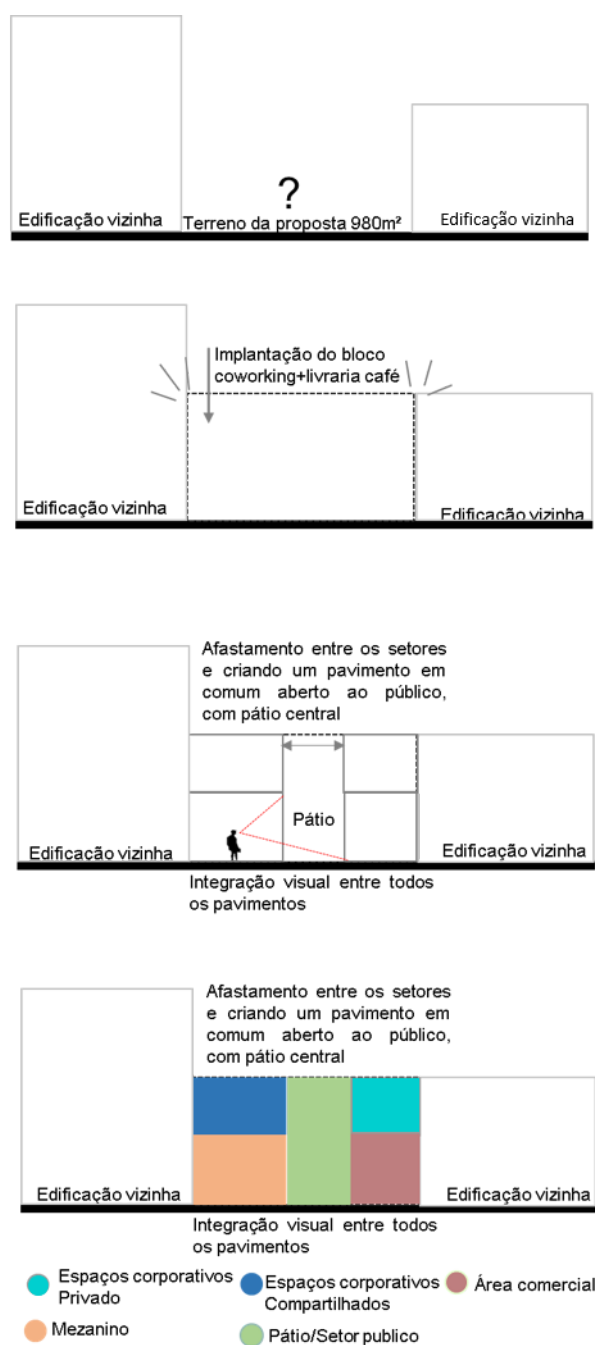 ?
Edificação vizinha
Terreno da proposta 980m²
Edificação vizinha
Implantação do bloco
coworking+livraria café
Edificação vizinha
Edificação vizinha
Afastamento entre os setores
e criando um pavimento em
comum aberto ao público,
com pátio central
Pátio
Edificação vizinha
Edificação vizinha
Integração visual entre todos
os pavimentos
Afastamento entre os setores
e criando um pavimento em
comum aberto ao público,
com pátio central
Edificação vizinha
Edificação vizinha
Integração visual entre todos
os pavimentos
Espaços corporativos
Privado
Espaços corporativos
Compartilhados
Área comercial
Mezanino
Pátio/Setor publico